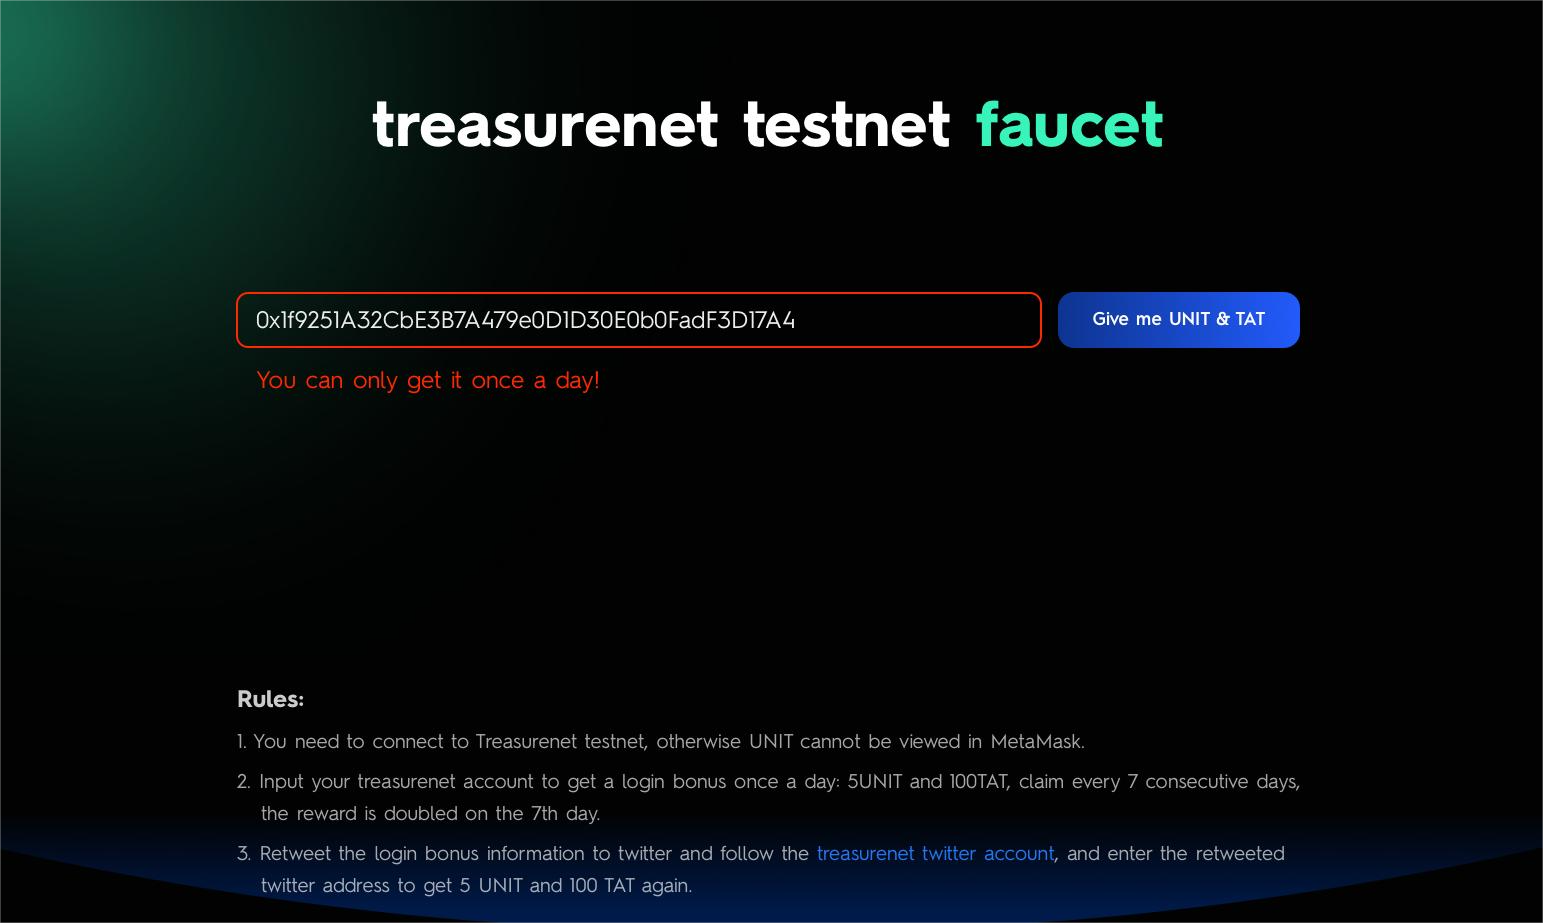 treasurenet testnet faucet
0x1f9251A32CbE3B7A479e0D1D30E0b0FadF3D17A4
Give me UNIT & TAT
You can only get it once a day!
Rules:
1. You need to connect to Treasurenet testnet, otherwise UNIT cannot be viewed in MetaMask.
2. Input your treasurenet account to get a login bonus once a day: 5UNIT and 100TAT, claim every 7 consecutive days,
the reward is doubled on the 7th day.
3. Retweet the login bonus information to twitter and follow the treasurenet twitter account, and enter the retweeted
twitter address to get 5 UNIT and 100 TAT again.